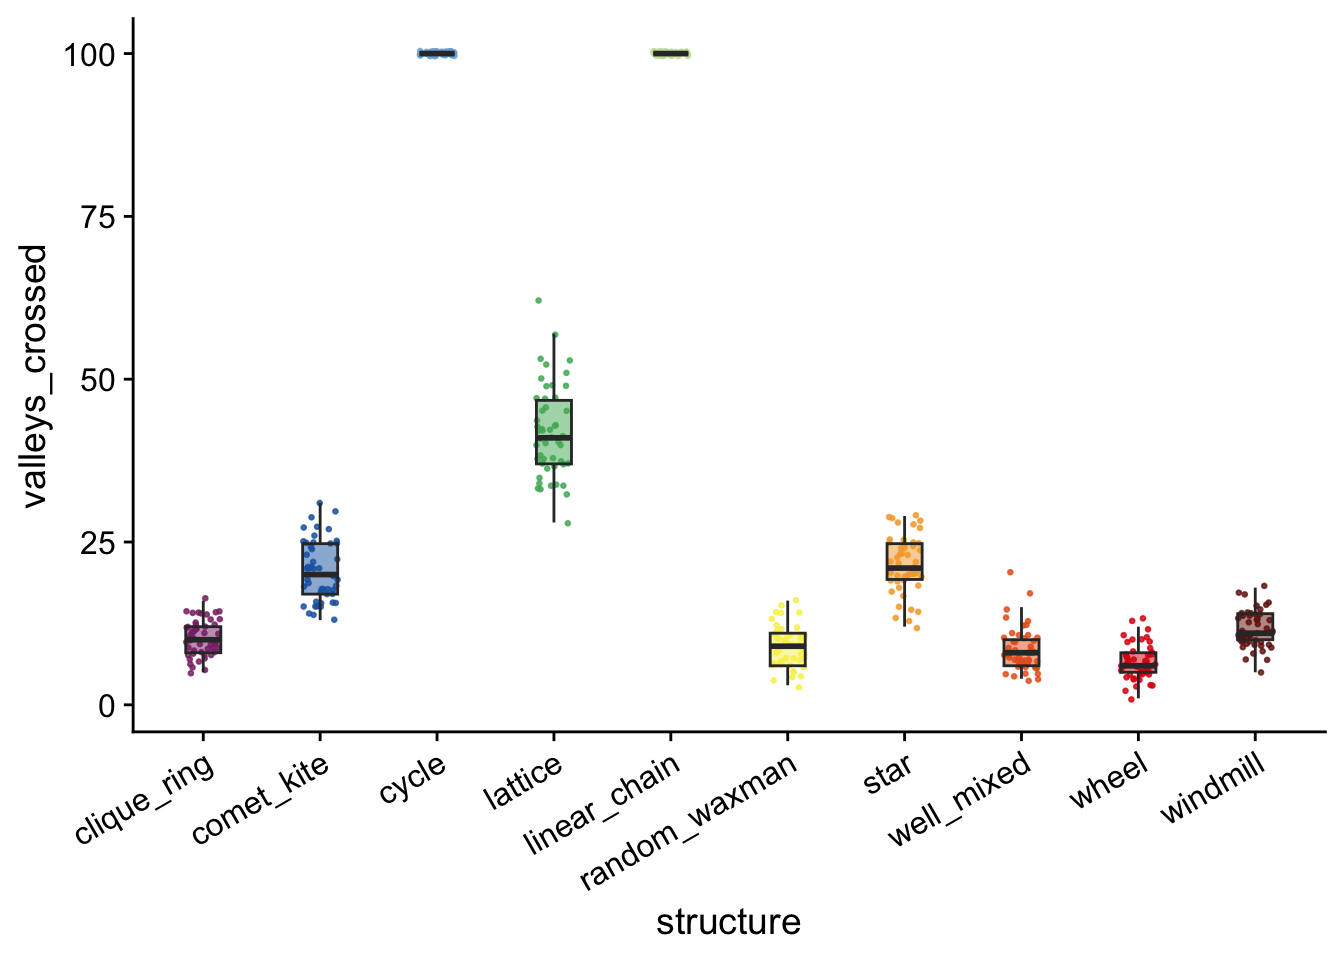 valleys_crossed
100
75
50
25
0
clique_ring
comet_kite
cycle
lattice
linear_chain
random_waxman
star
well_mixed
wheel
windmill
structure